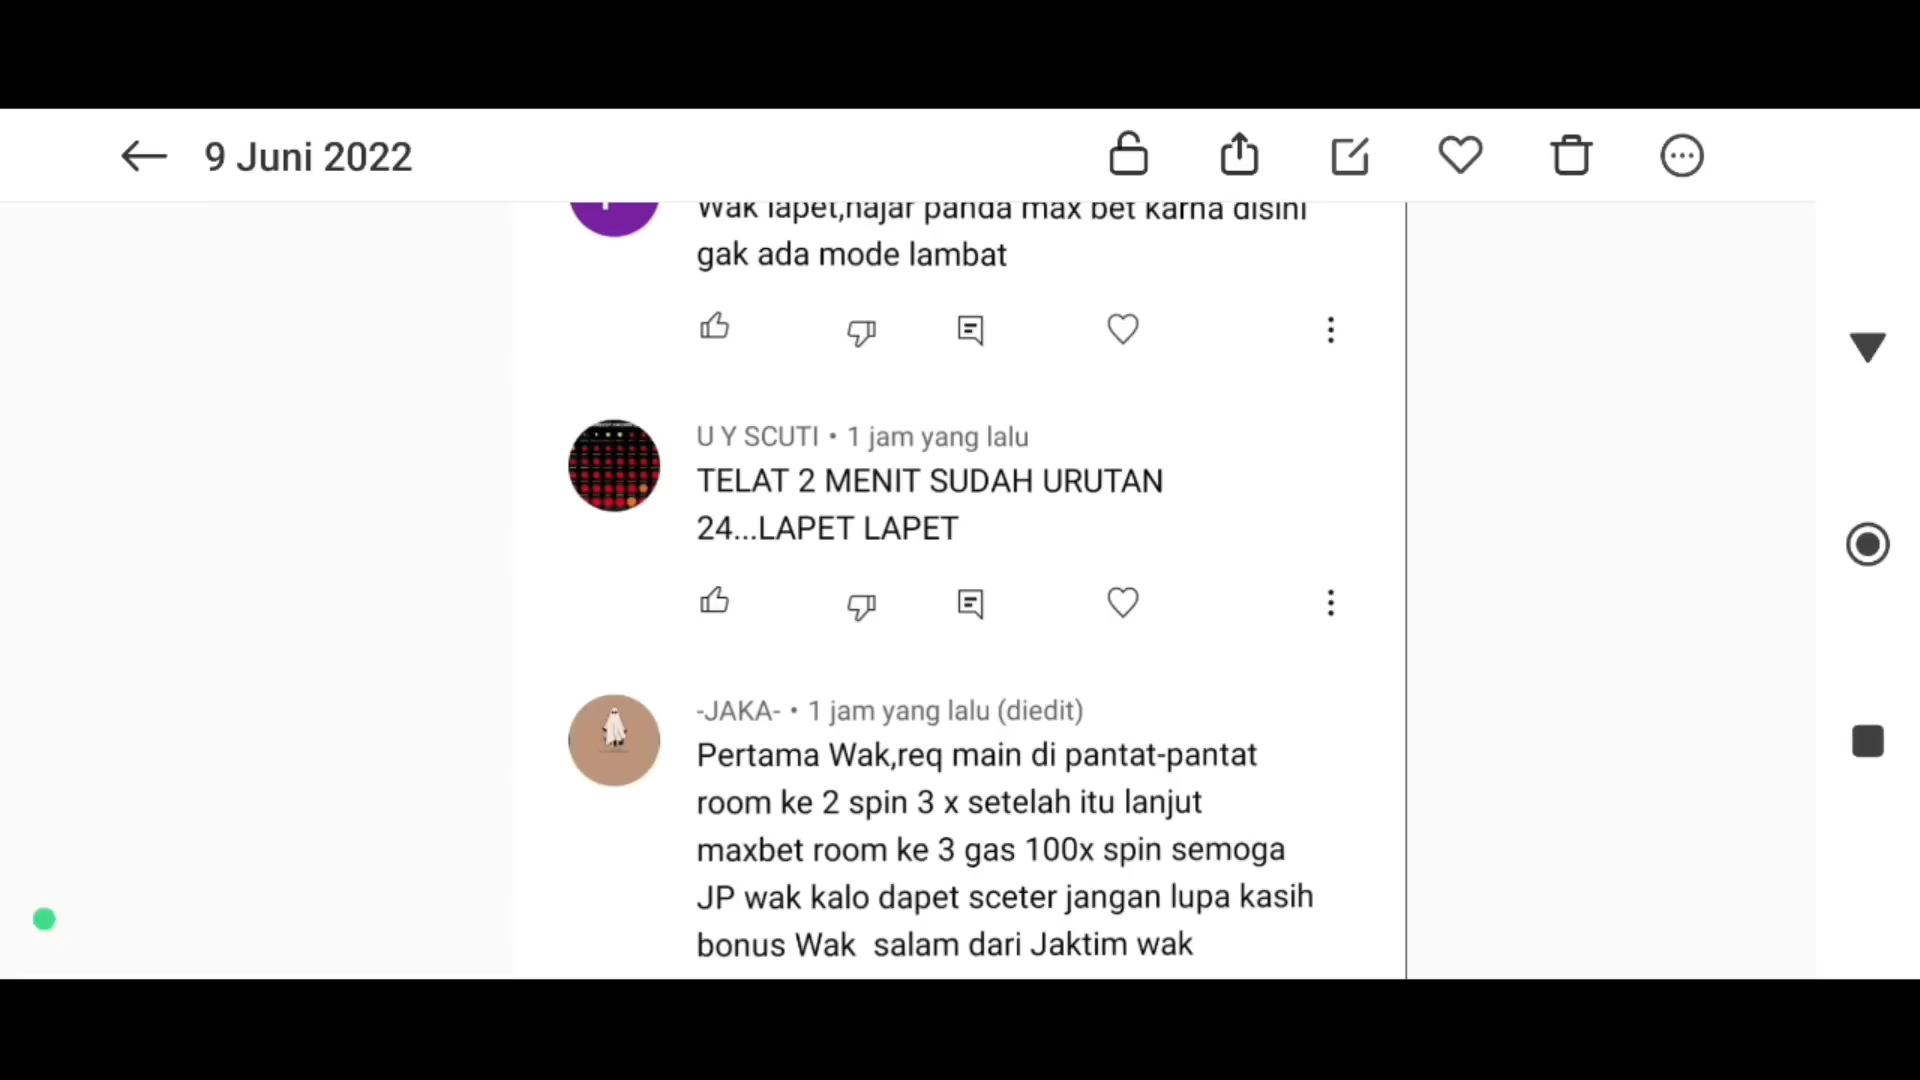 9 Juni 2022
Wak lapet,hajar panda max bet karna disini
gak ada mode lambat
U Y SCUTI • 1 jam yang lalu
TELAT 2 MENIT SUDAH URUTAN
24...LAPET LAPET
-JAKA- • 1 jam yang lalu (diedit)
Pertama Wak,req main di pantat-pantat
room ke 2 spin 3 x setelah itu lanjut
maxbet room ke 3 gas 100x spin semoga
JP wak kalo dapet sceter jangan lupa kasih
bonus Wak  salam dari Jaktim wak